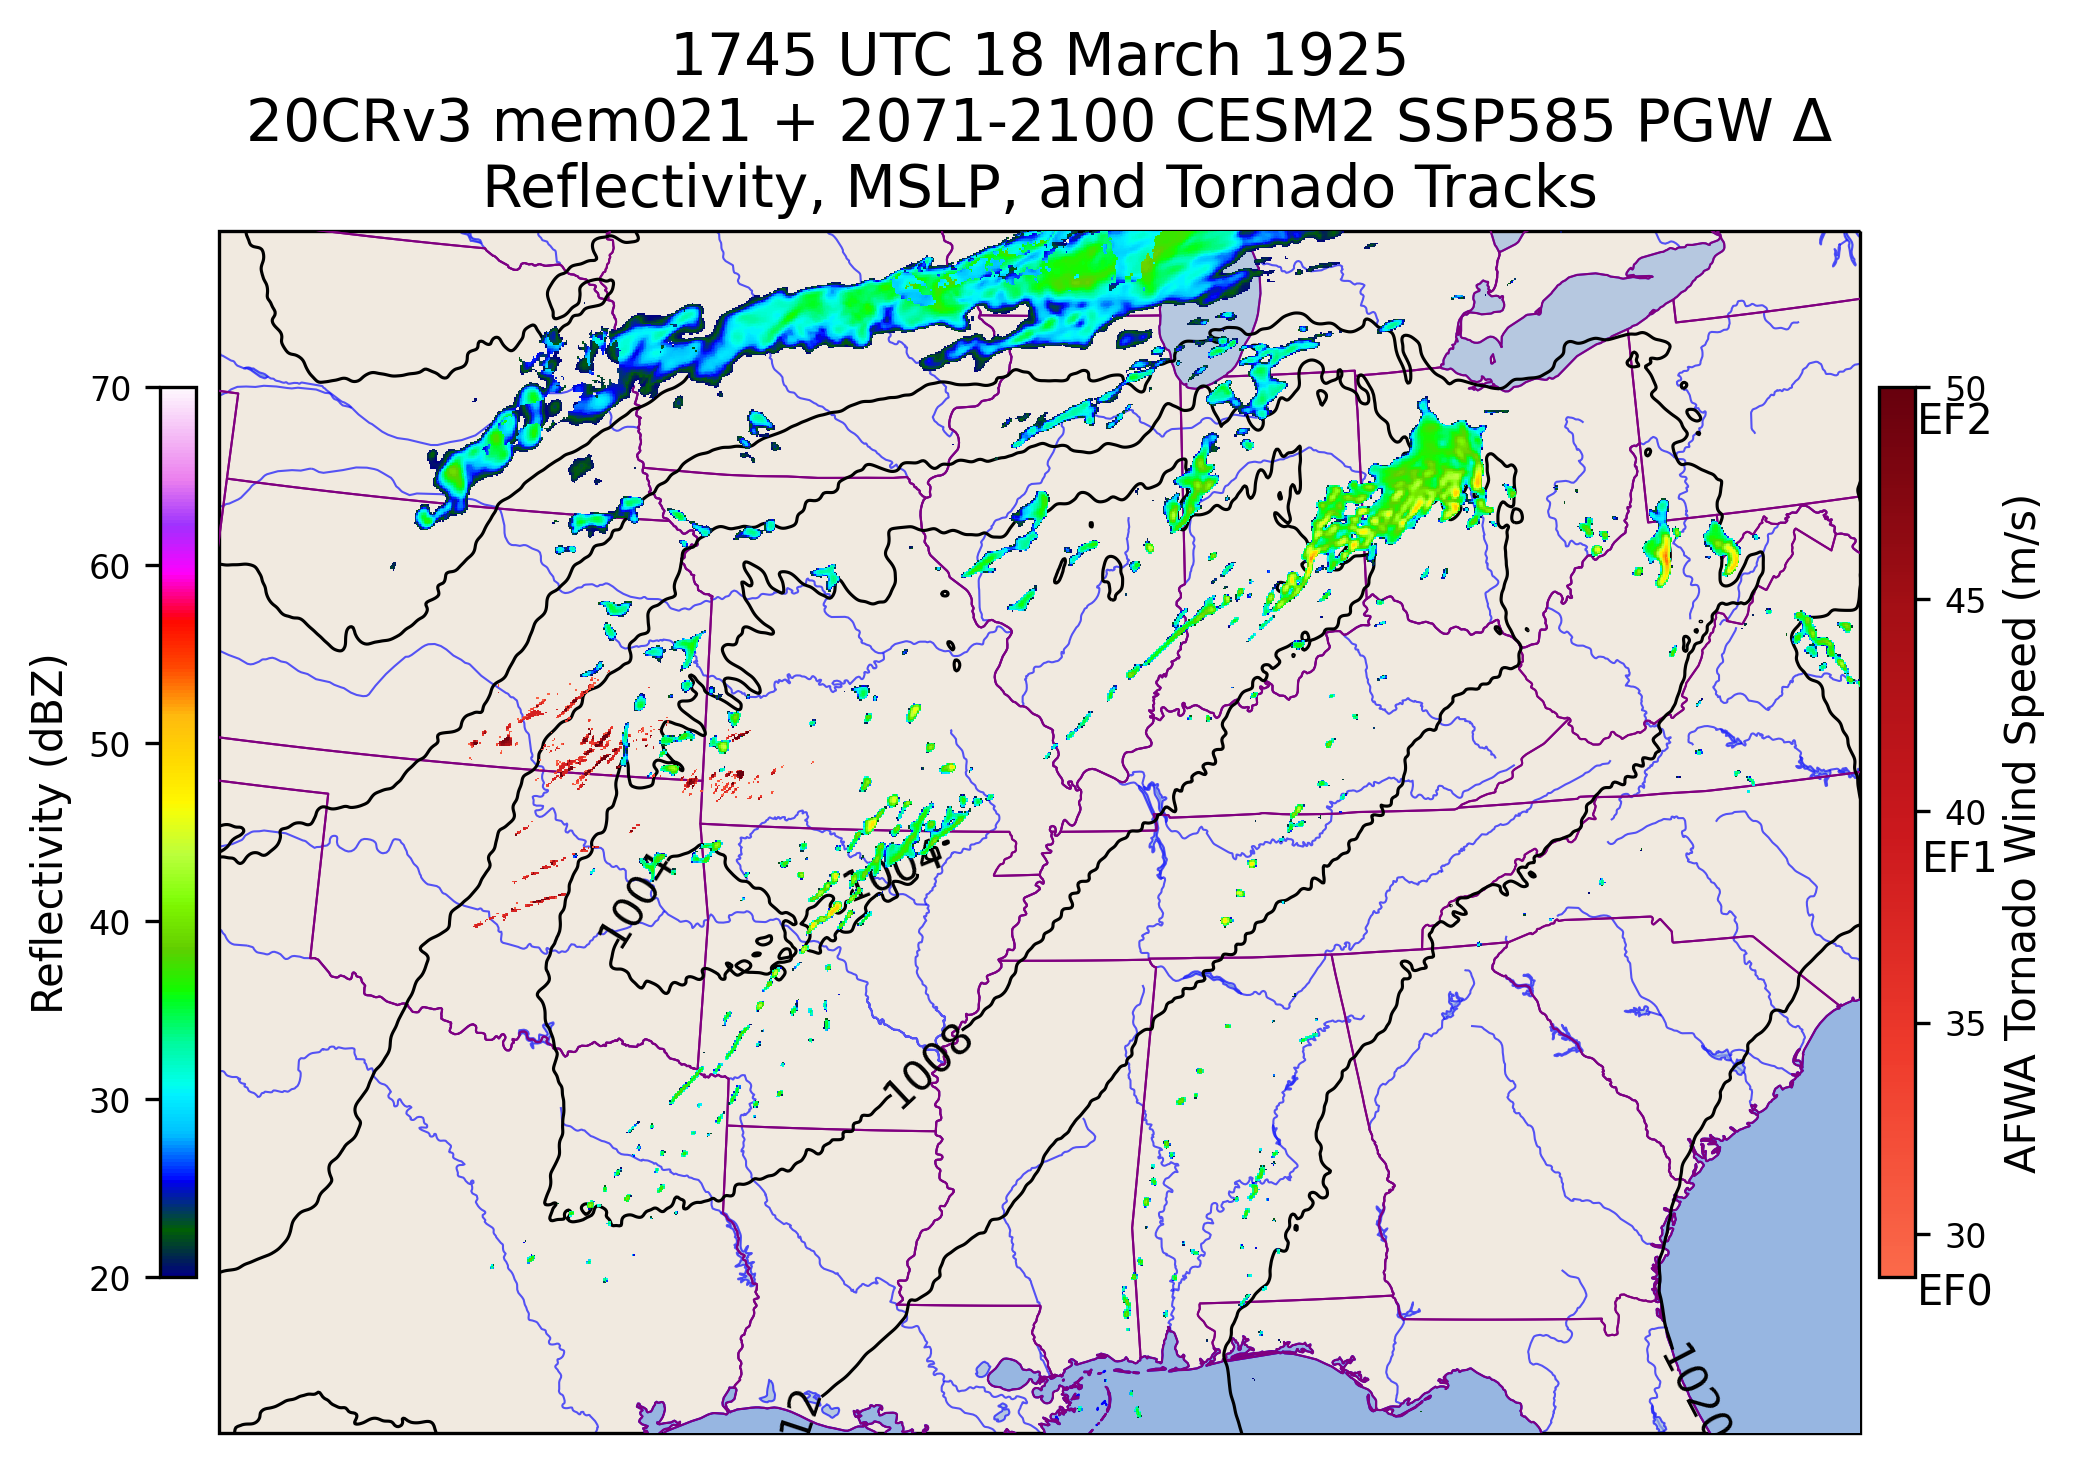 1745 UTC 18 March 1925
20CRv3 mem021 + 2071-2100 CESM2 SSP585 PGW Δ
Reflectivity, MSLP, and Tornado Tracks
70
60
50
40
30
20
Reflectivity (dBZ)
1004
1004
1008
12
1020
50
EF2
45
40
EF1
35
30
EF0
AFWA Tornado Wind Speed (m/s)